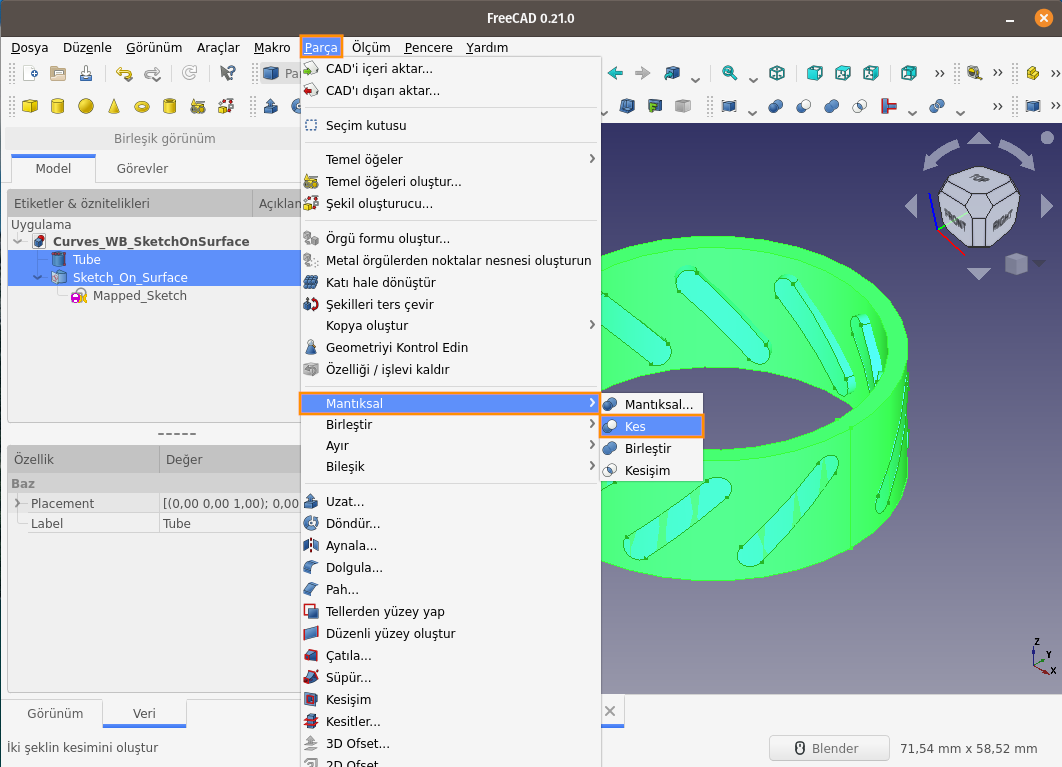 FreeCAD 0.21.0
Dosya Düzenle Görünüm Araçlar Makro Parça Ölçüm Pencere Yardım
Birleşik görünüm
Model Görevler
Etiketler & öznitelikleri
Uygulama
Curves_WB_SketchOnSurface
Tube
Sketch_On_Surface
Mapped_Sketch
Özellik Değer
Baz
Placement [(0,00 0,00 1,00); 0,00
Label Tube
Görünüm Veri
İki şeklin kesimini oluştur
CAD'i içeri aktar...
CAD'ı dışarı aktar...
Seçim kutusu
Temel öğeler
Temel öğeleri oluştur...
Şekil oluşturucu...
Örgü formu oluştur...
Metal örgülerden noktalar nesnesi oluşturun
Katı hale dönüştür
Şekilleri ters çevir
Kopya oluştur
Geometriyi Kontrol Edin
Özelliği / işlevi kaldır
Mantıksal
Birleştir
Ayır
Bileşik
Uzat...
Döndür...
Aynala...
Dolgula...
Pah...
Tellerden yüzey yap
Düzenli yüzey oluştur
Çatıla...
Süpür...
Kesişim
Kesitler...
3D Ofset...
2D Ofset
Mantıksal...
Kes
Birleştir
Kesişim
TOP
FRONT
RIGHT
Z
Y
X
Blender
71,54 mm x 58,52 mm